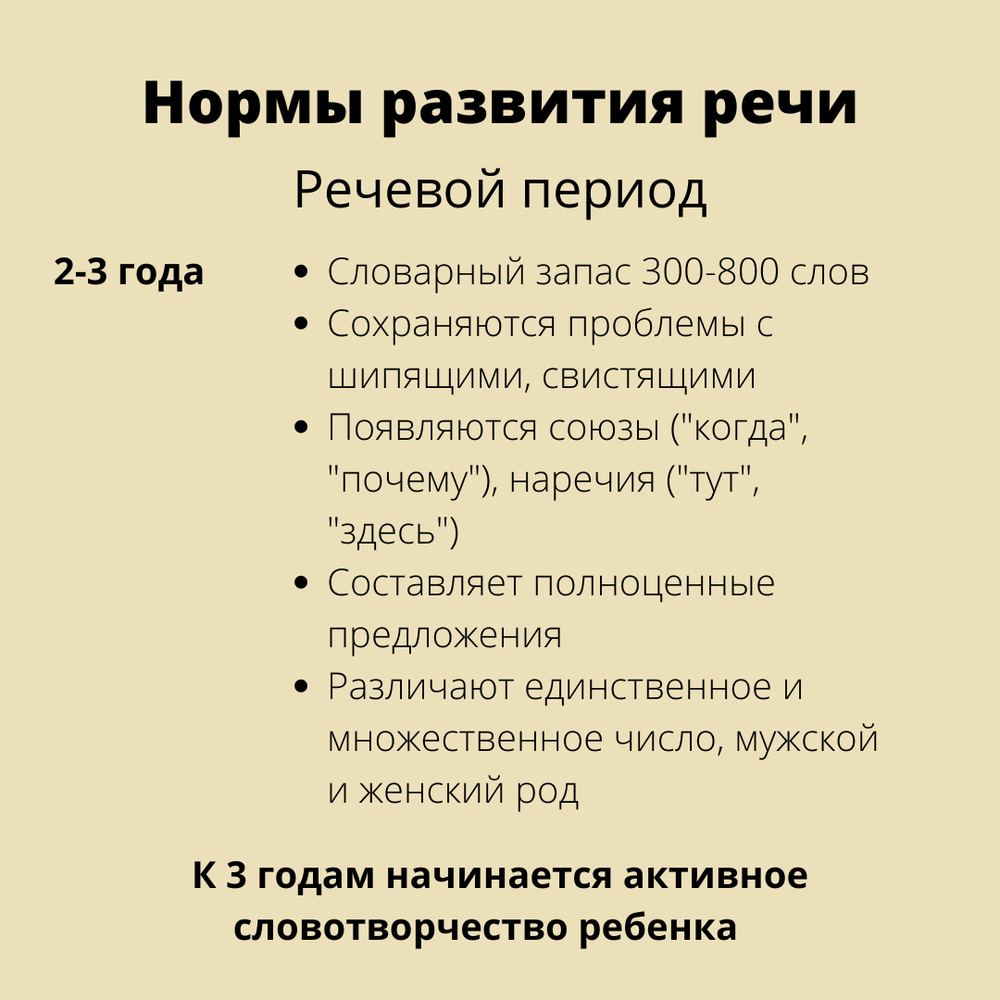 Нормы развития речи
Речевой период
2-3 года
• Словарный запас 300-800 слов
• Сохраняются проблемы с
шипящими, свистящими
• Появляются союзы ("когда",
"почему"), наречия ("тут",
"здесь")
• Составляет полноценные
предложения
• Различают единственное и
множественное число, мужской
и женский род
К 3 годам начинается активное
словотворчество ребенка